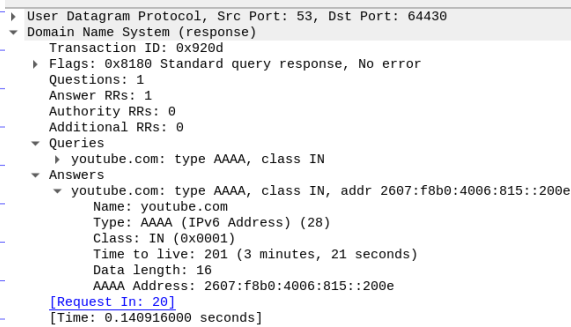 User Datagram Protocol, Src Port: 53, Dst Port: 64430
Domain Name System (response)
Transaction ID: 0x920d
Flags: 0x8180 Standard query response, No error
Questions: 1
Answer RRs: 1
Authority RRs: 0
Additional RRs: 0
Queries
youtube.com: type AAAA, class IN
Answers
youtube.com: type AAAA, class IN, addr 2607:f8b0:4006:815::200e
Name: youtube.com
Type: AAAA (IPv6 Address) (28)
Class: IN (0x0001)
Time to live: 201 (3 minutes, 21 seconds)
Data length: 16
AAAA Address: 2607:f8b0:4006:815::200e
[Request In: 20]
[Time: 0.140916000 seconds]